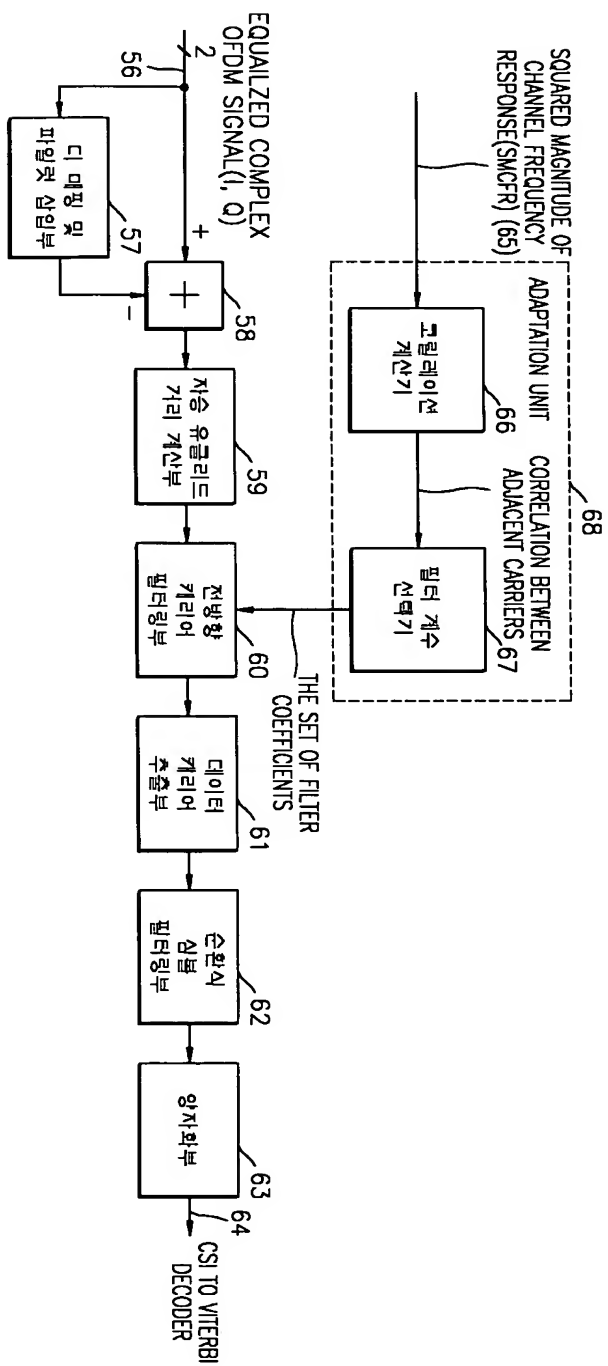 SQUARED MAGNITUDE OF
CHANNEL FREQUENCY
RESPONSE(SMCFR) (65)
ADAPTATION UNIT
코릴레이션
계산기
66
CORRELATION BETWEEN
ADJACENT CARRIERS
필터 계수
선택기
67
68
THE SET OF FILTER
COEFFICIENTS
EQUAILZED COMPLEX
OFDM SIGNAL(I, Q)
2
56
+
디 매핑 및
파일럿 삽입부
57
-
+
58
자승 유클리드
거리 계산부
59
전방향
캐리어
필터링부
60
데이터
캐리어
추출부
61
순환식
심볼
필터링부
62
양자화부
63
64
CSI TO VITERBI
DECODER